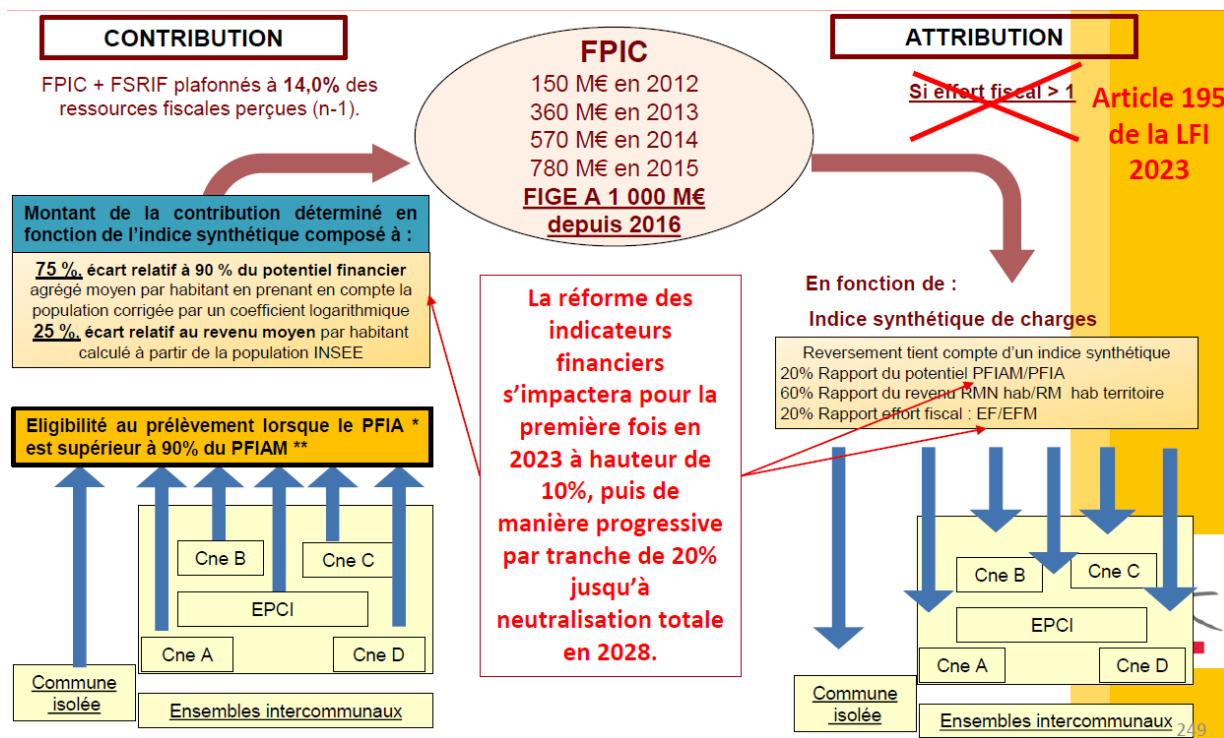 CONTRIBUTION
FPIC + FSRIF plafonnés à 14,0% des
ressources fiscales perçues (n-1).
Montant de la contribution déterminé en
fonction de l'indice synthétique composé à :
75 %, écart relatif à 90 % du potentiel financier
agrégé moyen par habitant en prenant en compte la
population corrigée par un coefficient logarithmique
25 %, écart relatif au revenu moyen par habitant
calculé à partir de la population INSEE
Eligibilité au prélèvement lorsque le PFIA *
est supérieur à 90% du PFIAM **
Cne B
Cne C
EPCI
Cne A
Cne D
Commune
isolée
Ensembles intercommunaux
FPIC
150 M€ en 2012
360 M€ en 2013
570 M€ en 2014
780 M€ en 2015
FIGE A 1 000 M€
depuis 2016
La réforme des
indicateurs
financiers
s'impactera pour la
première fois en
2023 à hauteur de
10%, puis de
manière progressive
par tranche de 20%
jusqu'à
neutralisation totale
en 2028.
ATTRIBUTION
Si effort fiscal > 1
Article 195
de la LFI
2023
En fonction de :
Indice synthétique de charges
Reversement tient compte d'un indice synthétique
20% Rapport du potentiel PFIAM/PFIA
60% Rapport du revenu RMN hab/RM hab territoire
20% Rapport effort fiscal : EF/EFM
Cne B
Cne C
EPCI
Cne A
Cne D
Commune
isolée
Ensembles intercommunaux
249